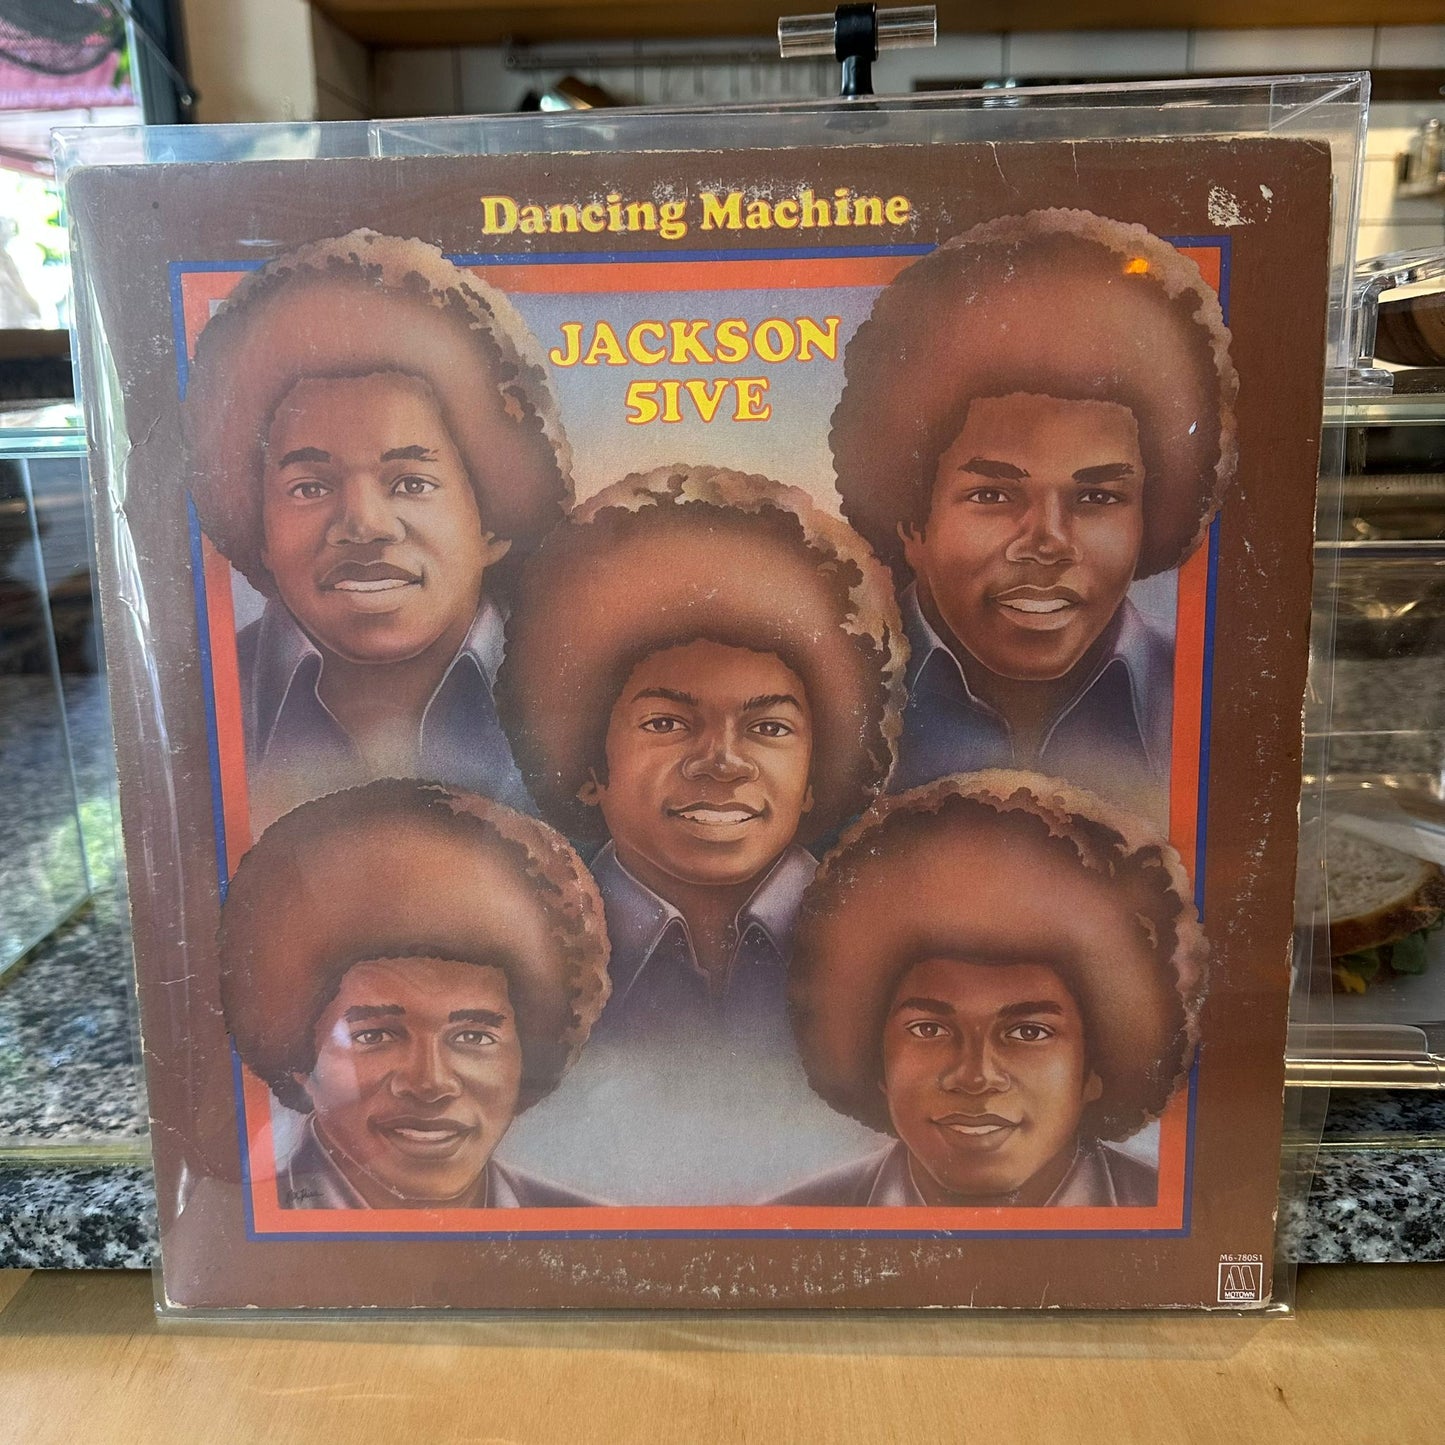 Dancing Machine
JACKSON
5IVE
M6-780S1
MOTOWN